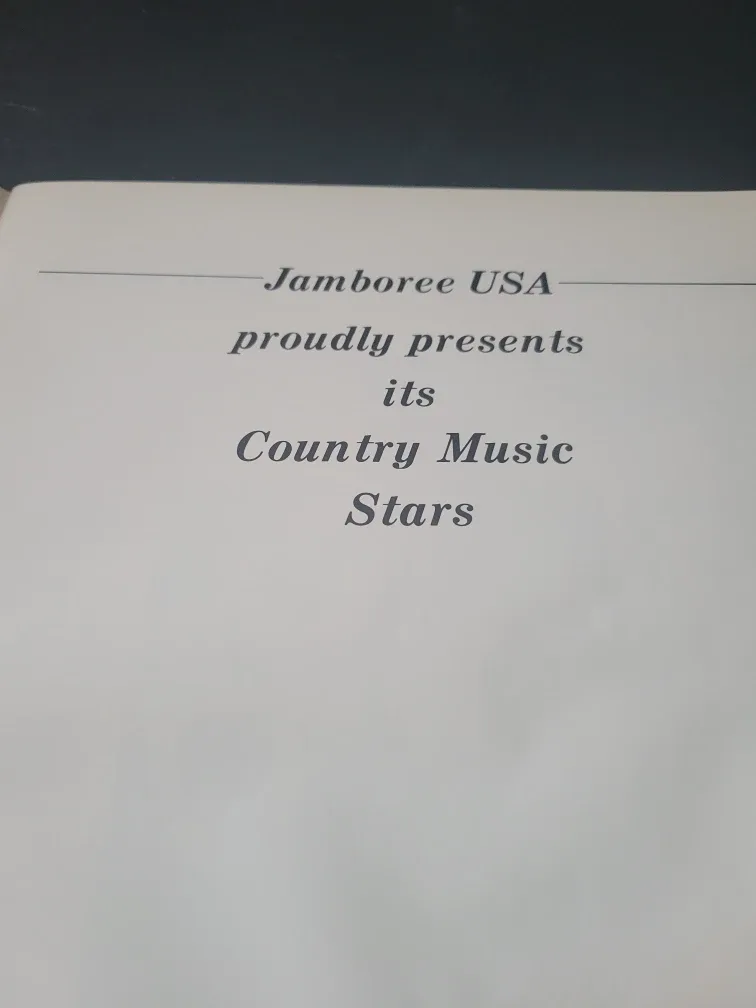 Jamboree USA
proudly presents
its
Country Music
Stars